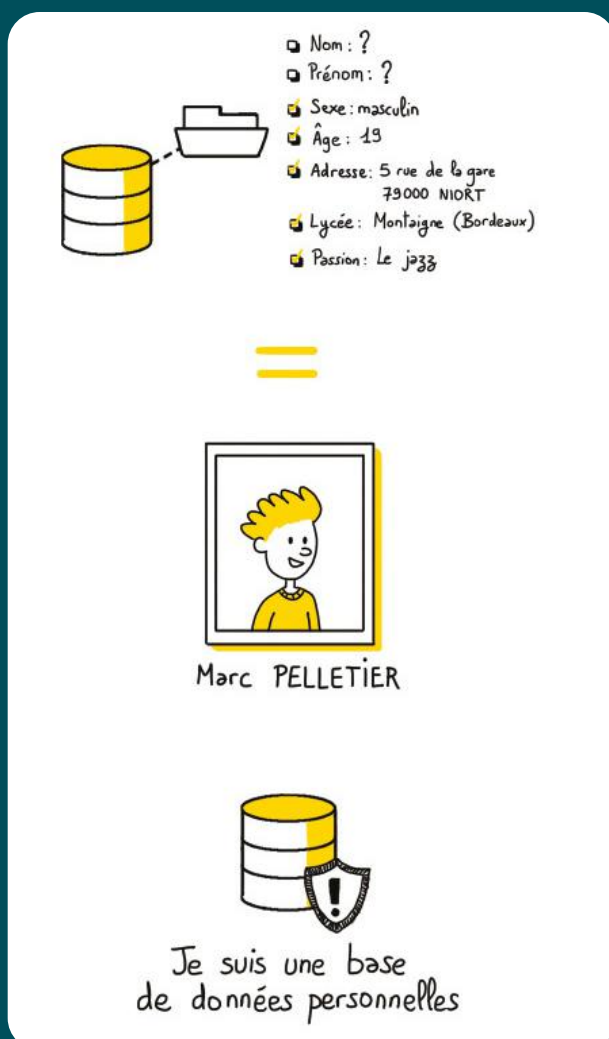 Nom : ?
Prénom : ?
Sexe : masculin
Âge : 19
Adresse : 5 rue de la gare
79000 NIORT
Lycée : Montaigne (Bordeaux)
Passion : Le jazz
=
Marc PELLETIER
!
Je suis une base
de données personnelles